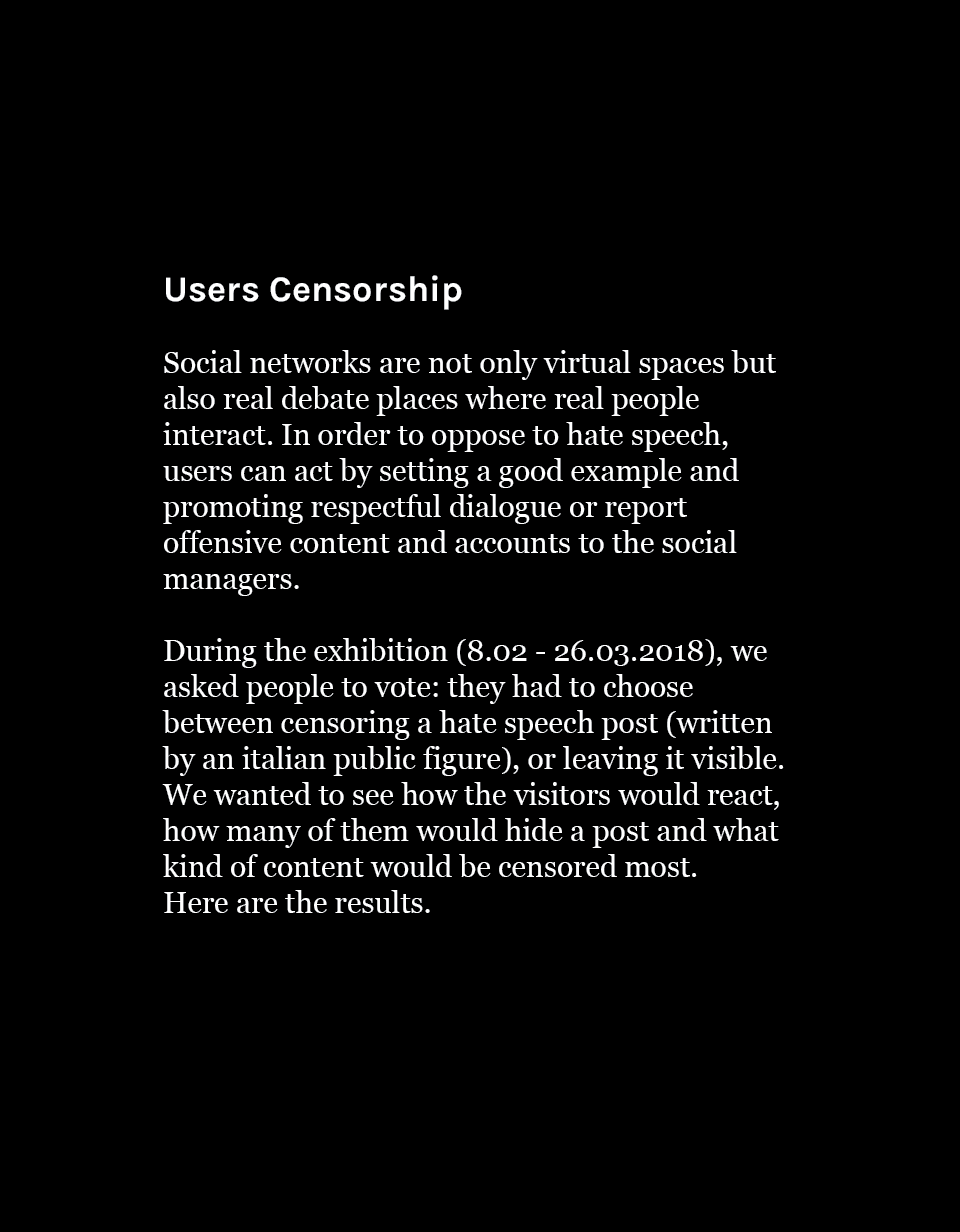 Users Censorship
Social networks are not only virtual spaces but
also real debate places where real people
interact. In order to oppose to hate speech,
users can act by setting a good example and
promoting respectful dialogue or report
offensive content and accounts to the social
managers.
During the exhibition (8.02 - 26.03.2018), we
asked people to vote: they had to choose
between censoring a hate speech post (written
by an italian public figure), or leaving it visible.
We wanted to see how the visitors would react,
how many of them would hide a post and what
kind of content would be censored most.
Here are the results.